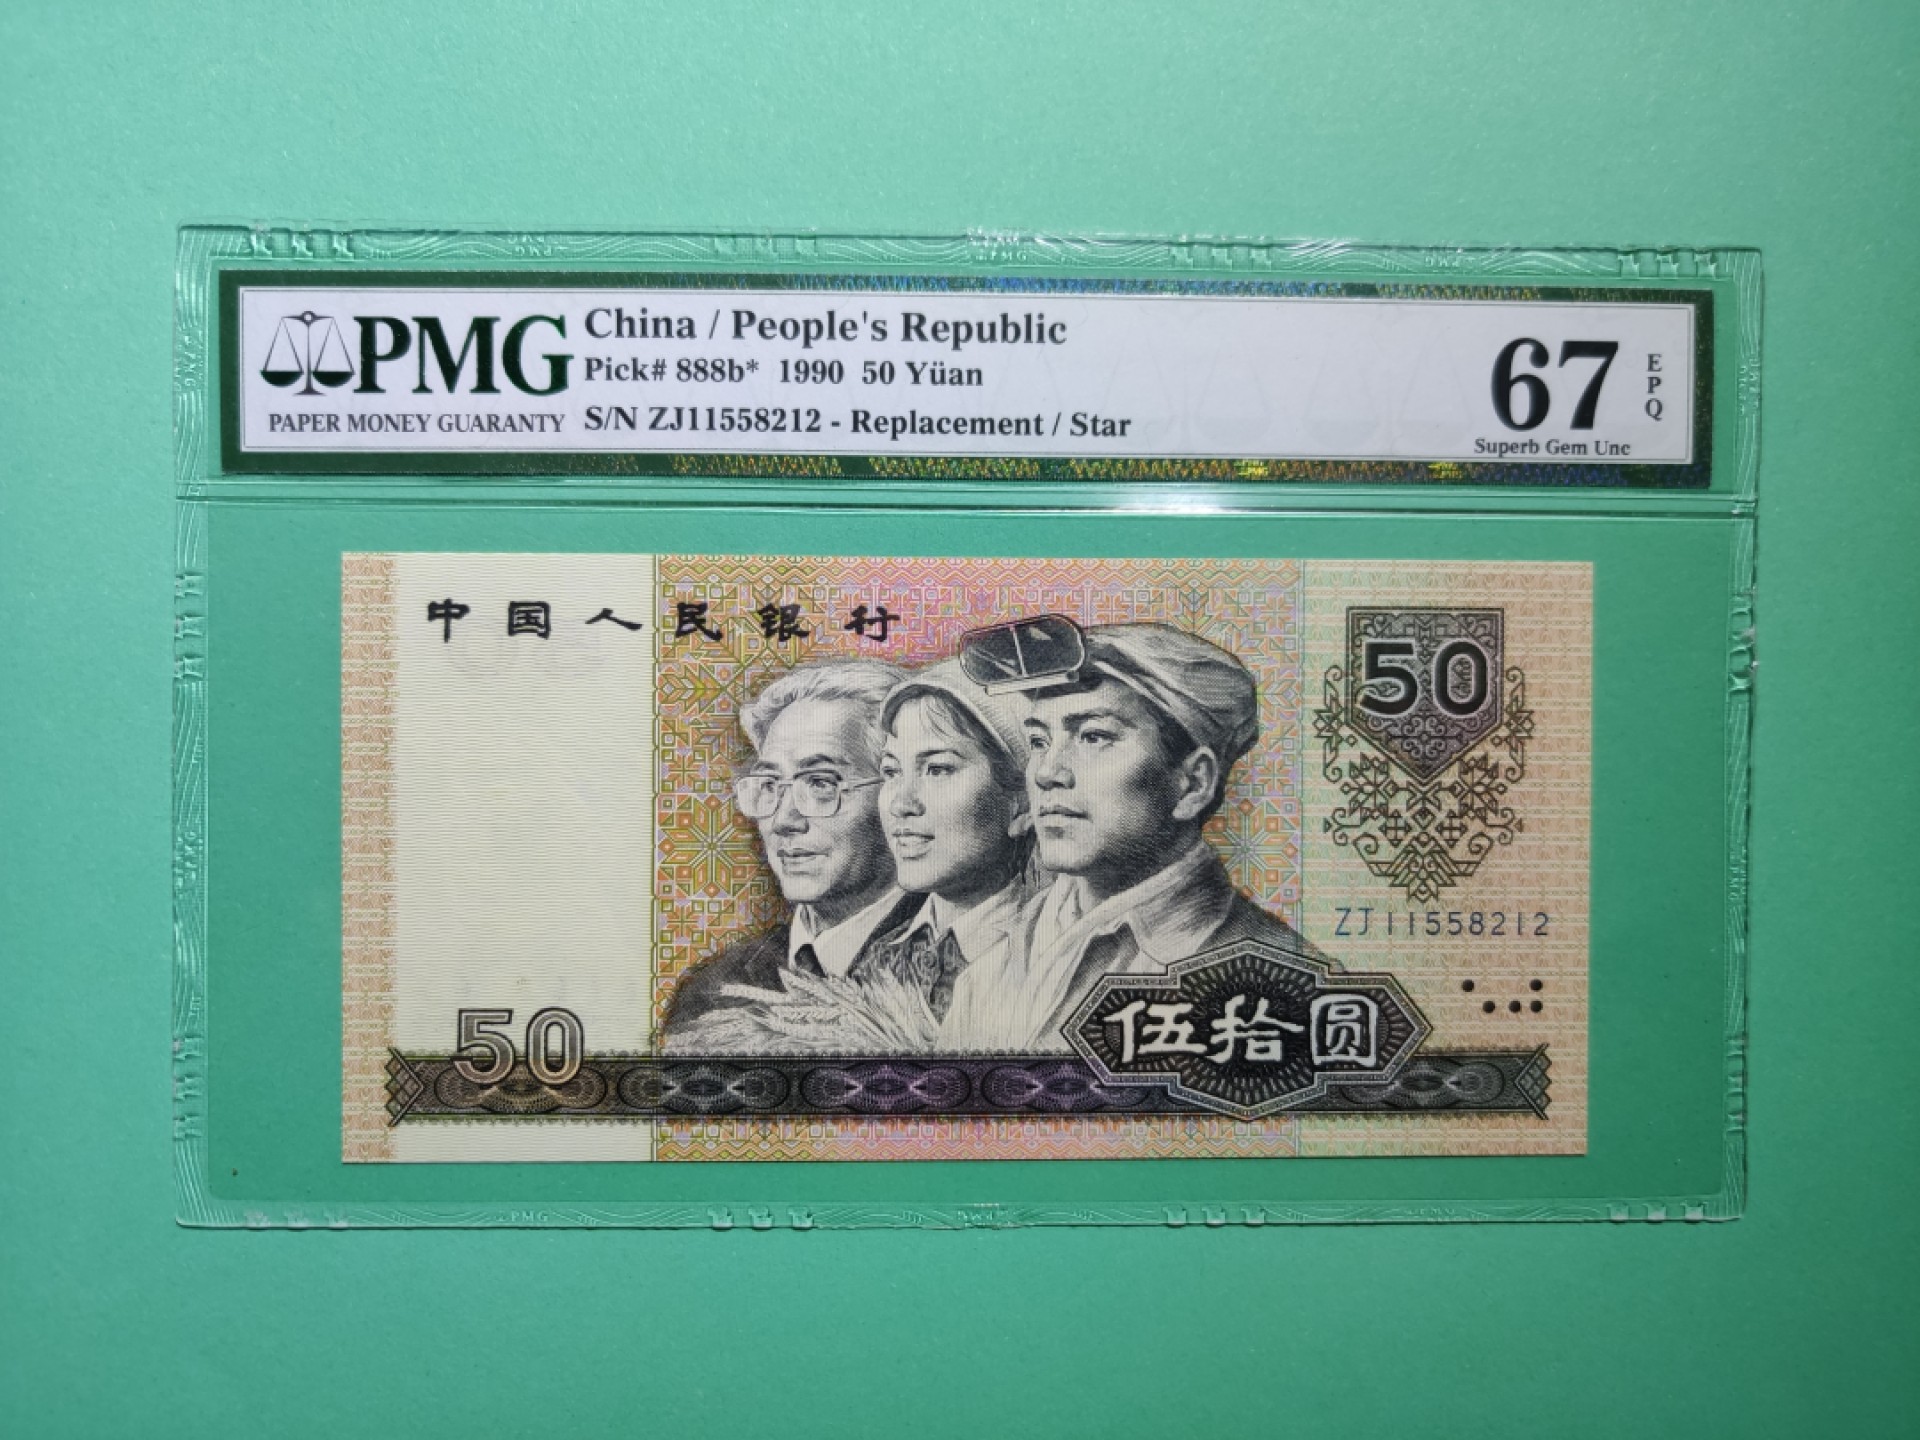 PMG
PAPER MONEY GUARANTY
China / People's Republic
Pick# 888b* 1990 50 Yüan
S/N ZJ11558212 - Replacement / Star
67
EPQ
Superb Gem Unc
中国人民银行
50
ZJ11558212
50
伍拾圆